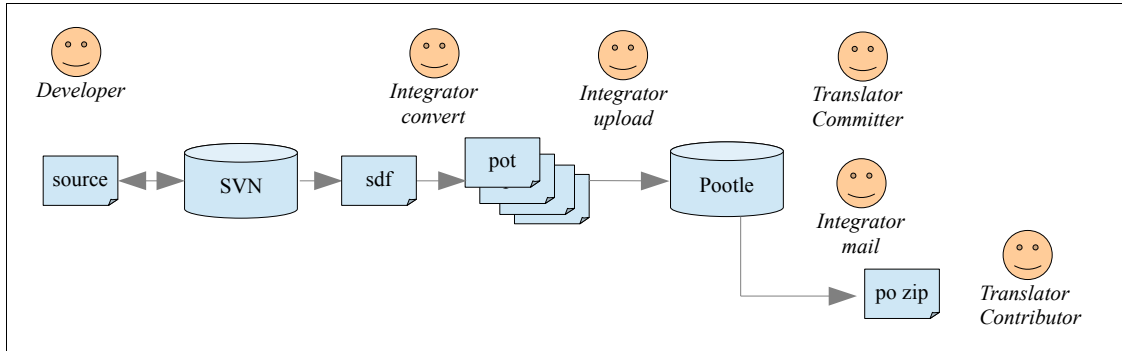 Developer
Integrator
convert
Integrator
upload
Translator
Committer
source
SVN
sdf
pot
Pootle
Integrator
mail
po zip
Translator
Contributor